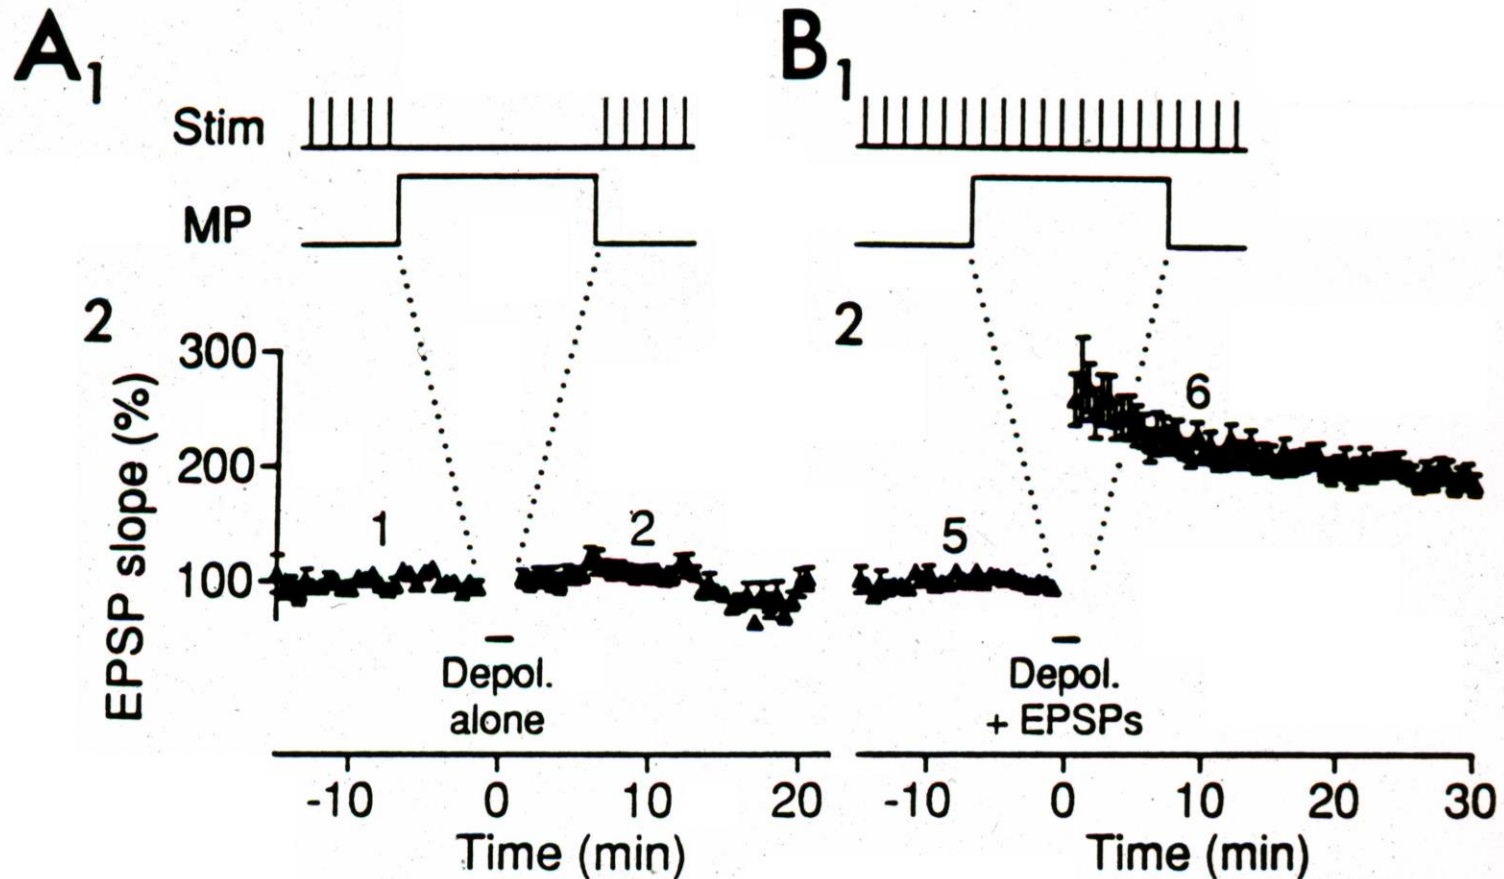 A1
Stim
MP
2
300
200
100
EPSP slope (%)
1
2
Depol.
alone
-10 0 10 20
Time (min)
B1
2
5
6
Depol.
+ EPSPs
-10 0 10 20 30
Time (min)